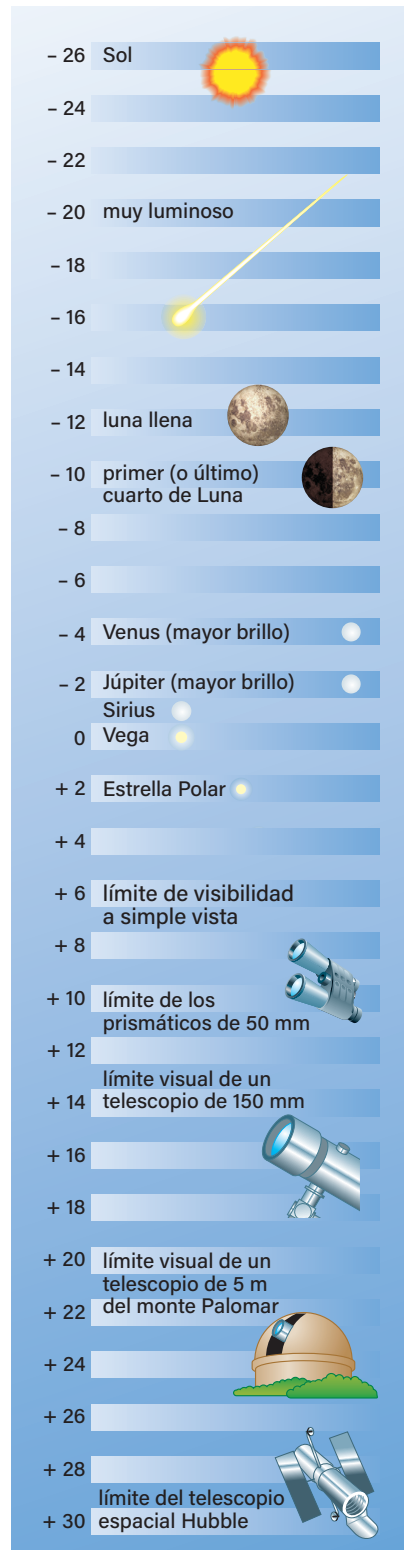 – 26 Sol
– 24
– 22
– 20 muy luminoso
– 18
– 16
– 14
– 12 luna llena
– 10 primer (o último)
cuarto de Luna
– 8
– 6
– 4 Venus (mayor brillo)
– 2 Júpiter (mayor brillo)
Sirius
0 Vega
+ 2 Estrella Polar
+ 4
+ 6 límite de visibilidad
a simple vista
+ 8
+ 10 límite de los
prismáticos de 50 mm
+ 12
límite visual de un
+ 14 telescopio de 150 mm
+ 16
+ 18
+ 20 límite visual de un
telescopio de 5 m
+ 22 del monte Palomar
+ 24
+ 26
+ 28
límite del telescopio
+ 30 espacial Hubble